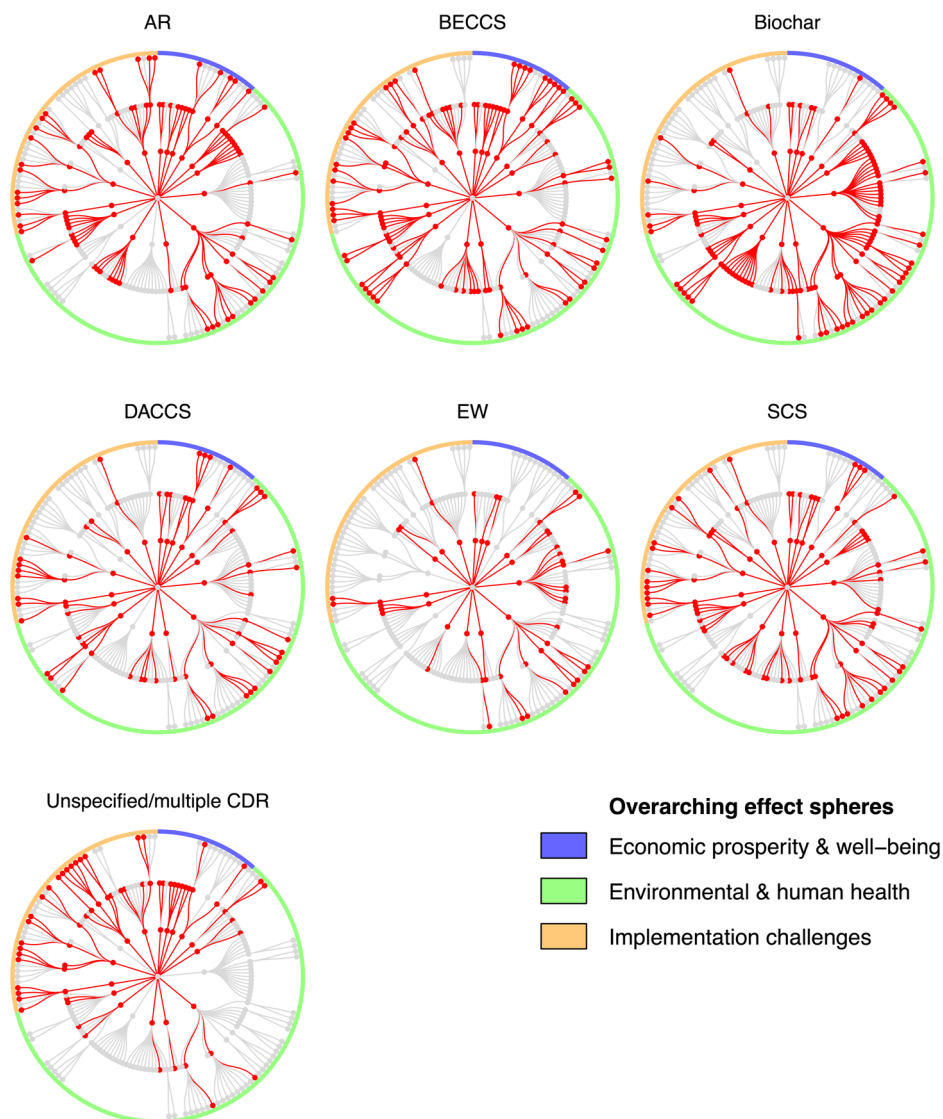 AR
BECCS
Biochar
DACCS
EW
SCS
Unspecified/multiple CDR
Overarching effect spheres
Economic prosperity & well−being
Environmental & human health
Implementation challenges